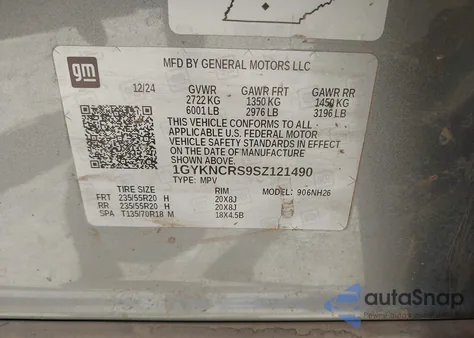 gm
MFD BY GENERAL MOTORS LLC
12/24 GVWR GAWR FRT GAWR RR
2722 KG 1350 KG 1450 KG
6001 LB 2976 LB 3196 LB
THIS VEHICLE CONFORMS TO ALL
APPLICABLE U.S. FEDERAL MOTOR
VEHICLE SAFETY STANDARDS IN EFFECT
ON THE DATE OF MANUFACTURE SHOWN ABOVE.
1GYKNCRS9SZ121490
TYPE: MPV
TIRE SIZE RIM 906NH26
FRT 235/55R20 H 20X8J
RR 235/55R20 H 20X8J
SPA T135/70R18 M 18X4.5B
autoSnap